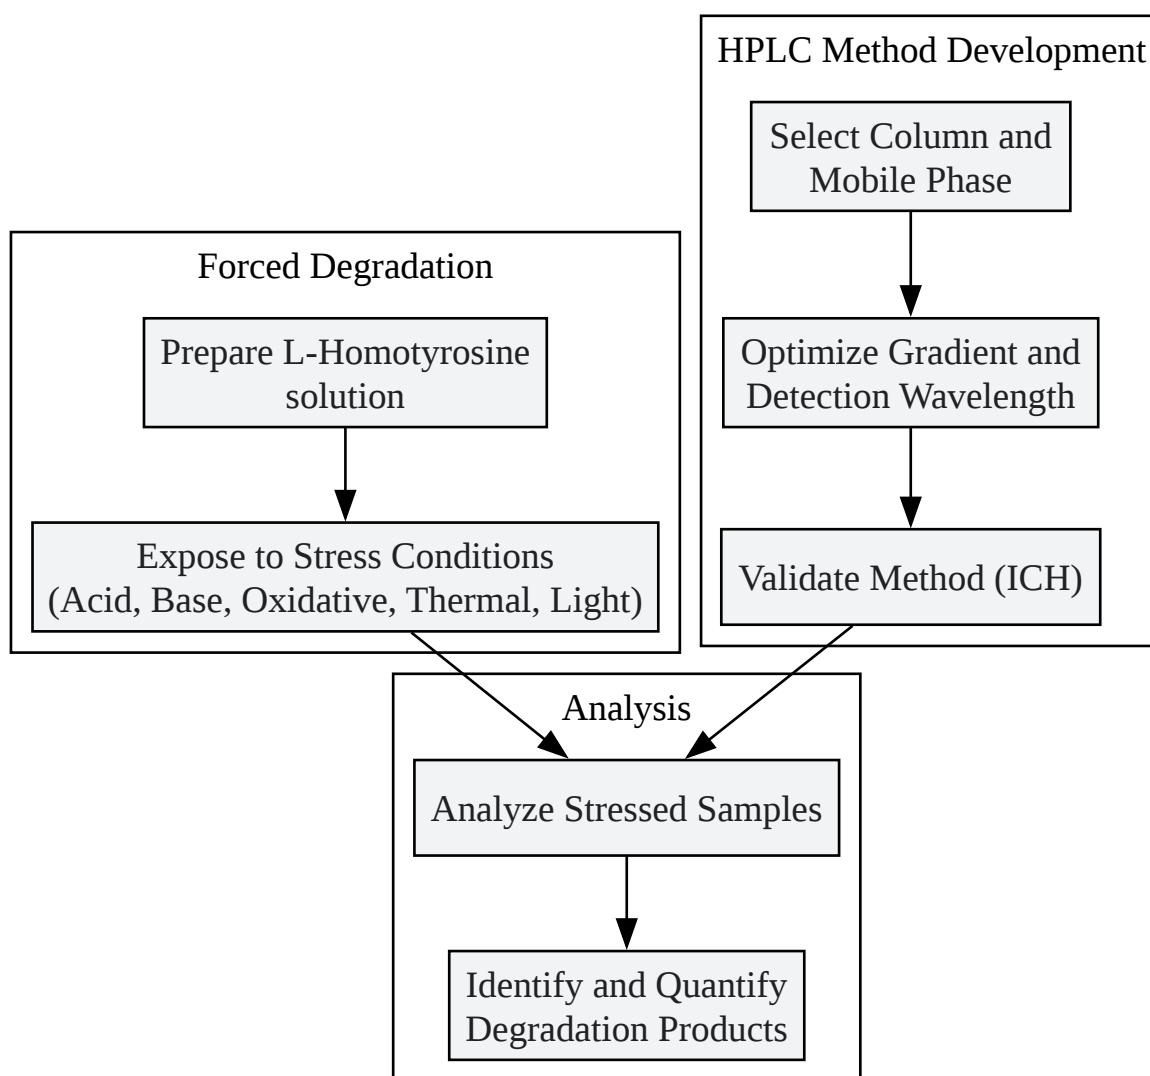 HPLC Method Development
Select Column and
Mobile Phase
Optimize Gradient and
Detection Wavelength
Validate Method (ICH)
Forced Degradation
Prepare L-Homotyrosine
solution
Expose to Stress Conditions
(Acid, Base, Oxidative, Thermal, Light)
Analysis
Analyze Stressed Samples
Identify and Quantify
Degradation Products